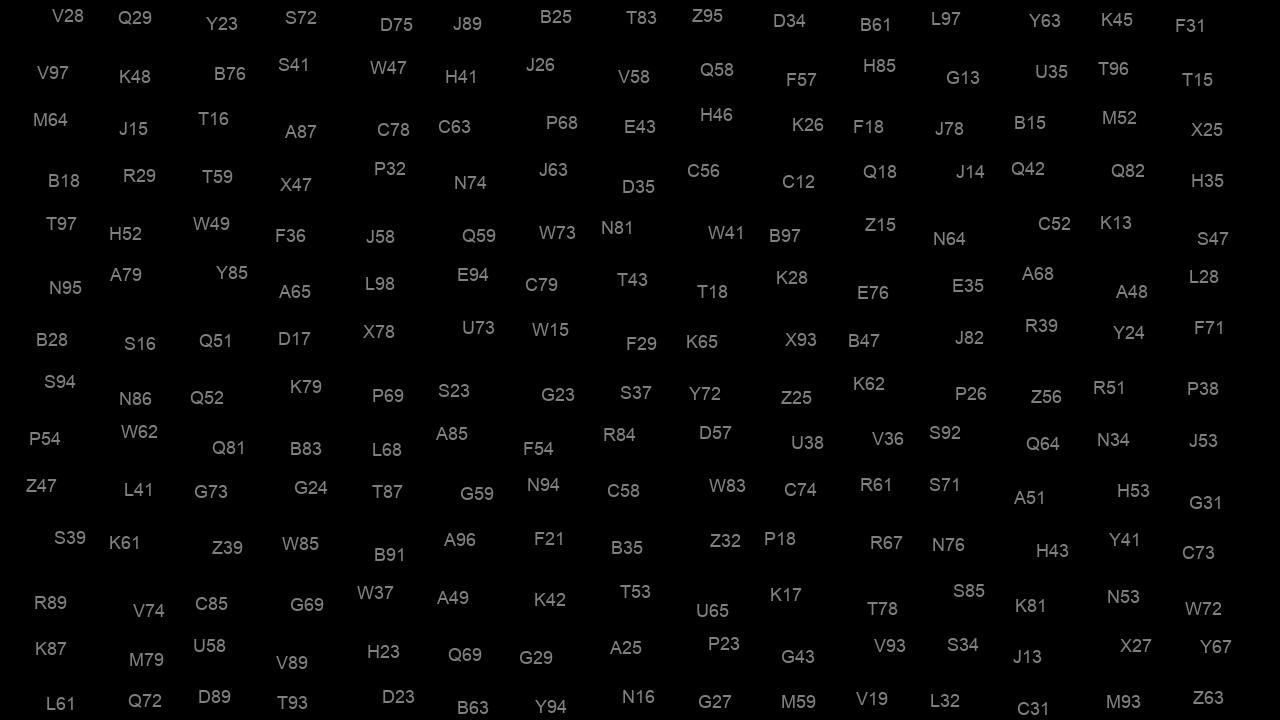 V28 Q29 Y23 S72 D75 J89 B25 T83 Z95 D34 B61 L97 Y63 K45 F31
V97 K48 B76 S41 W47 H41 J26 V58 Q58 F57 H85 G13 U35 T96 T15
M64 J15 T16 A87 C78 C63 P68 E43 H46 K26 F18 J78 B15 M52 X25
B18 R29 T59 X47 P32 N74 J63 D35 C56 C12 Q18 J14 Q42 Q82 H35
T97 H52 W49 F36 J58 Q59 W73 N81 W41 B97 Z15 N64 C52 K13 S47
N95 A79 Y85 A65 L98 E94 C79 T43 T18 K28 E76 E35 A68 A48 L28
B28 S16 Q51 D17 X78 U73 W15 F29 K65 X93 B47 J82 R39 Y24 F71
S94 N86 Q52 K79 P69 S23 G23 S37 Y72 Z25 K62 P26 Z56 R51 P38
P54 W62 Q81 B83 L68 A85 F54 R84 D57 U38 V36 S92 Q64 N34 J53
Z47 L41 G73 G24 T87 G59 N94 C58 W83 C74 R61 S71 A51 H53 G31
S39 K61 Z39 W85 B91 A96 F21 B35 Z32 P18 R67 N76 H43 Y41 C73
R89 V74 C85 G69 W37 A49 K42 T53 U65 K17 T78 S85 K81 N53 W72
K87 M79 U58 V89 H23 Q69 G29 A25 P23 G43 V93 S34 J13 X27 Y67
L61 Q72 D89 T93 D23 B63 Y94 N16 G27 M59 V19 L32 C31 M93 Z63